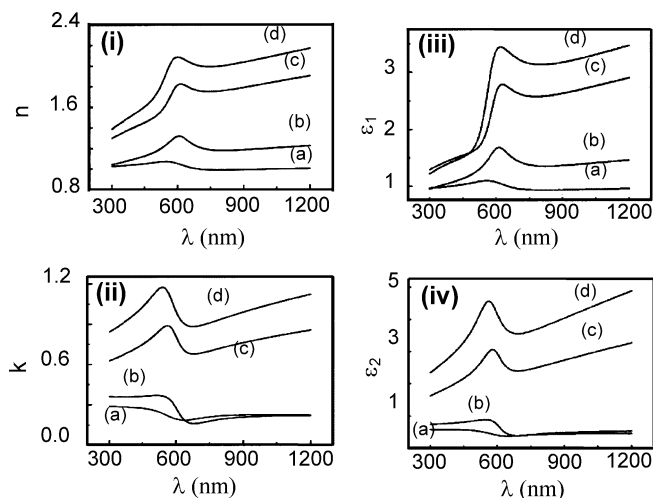 (i)
2.4
1.6
0.8
n
(d)
(c)
(b)
(a)
300 600 900 1200
λ (nm)
(iii)
3
2
1
ε1
(d)
(c)
(b)
(a)
300 600 900 1200
λ (nm)
(ii)
1.2
0.6
0.0
k
(d)
(c)
(b)
(a)
300 600 900 1200
λ (nm)
(iv)
5
3
1
ε2
(d)
(c)
(b)
(a)
300 600 900 1200
λ (nm)